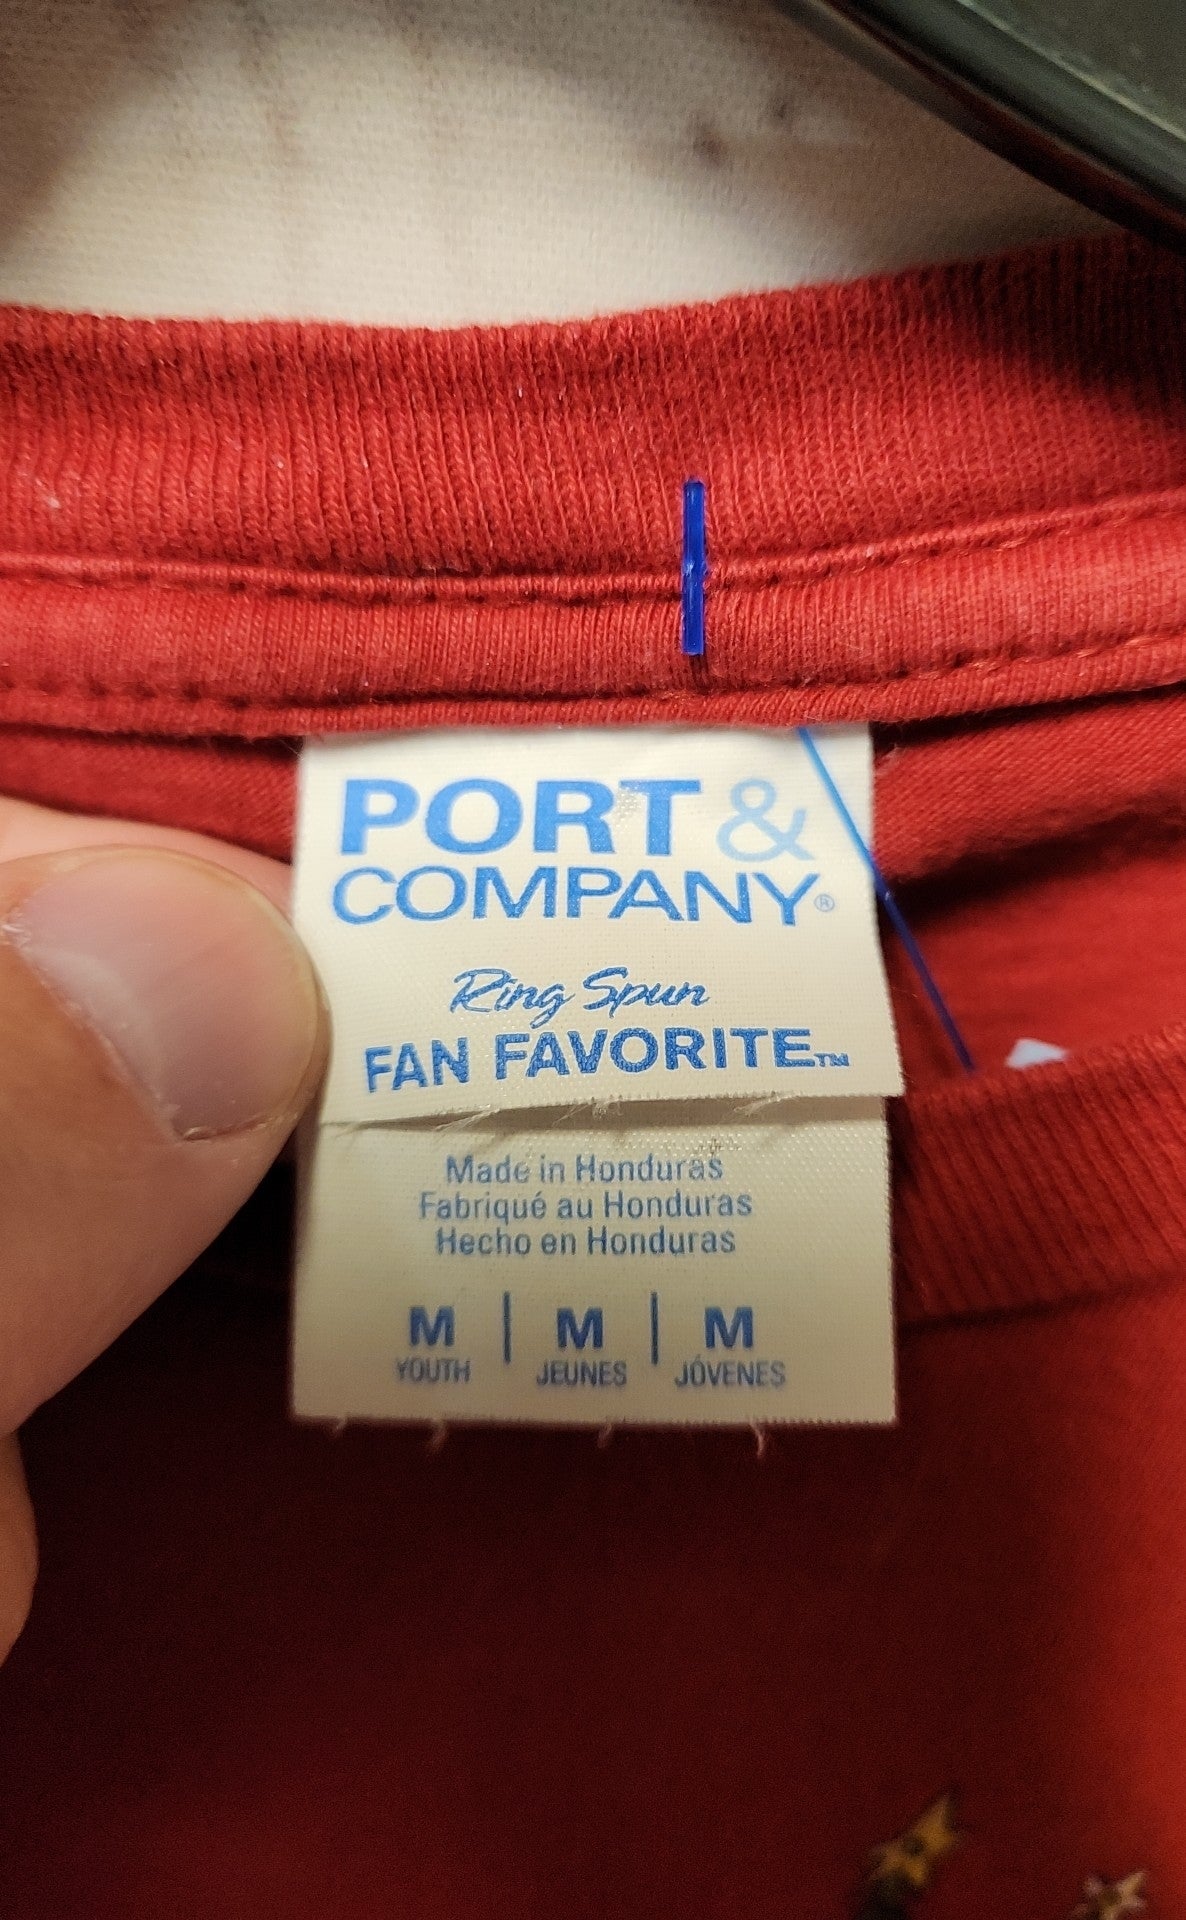 PORT &
COMPANY®
Ring Spun
FAN FAVORITE™
Made in Honduras
Fabriqué au Honduras
Hecho en Honduras
M | M | M
YOUTH JEUNES JÓVENES